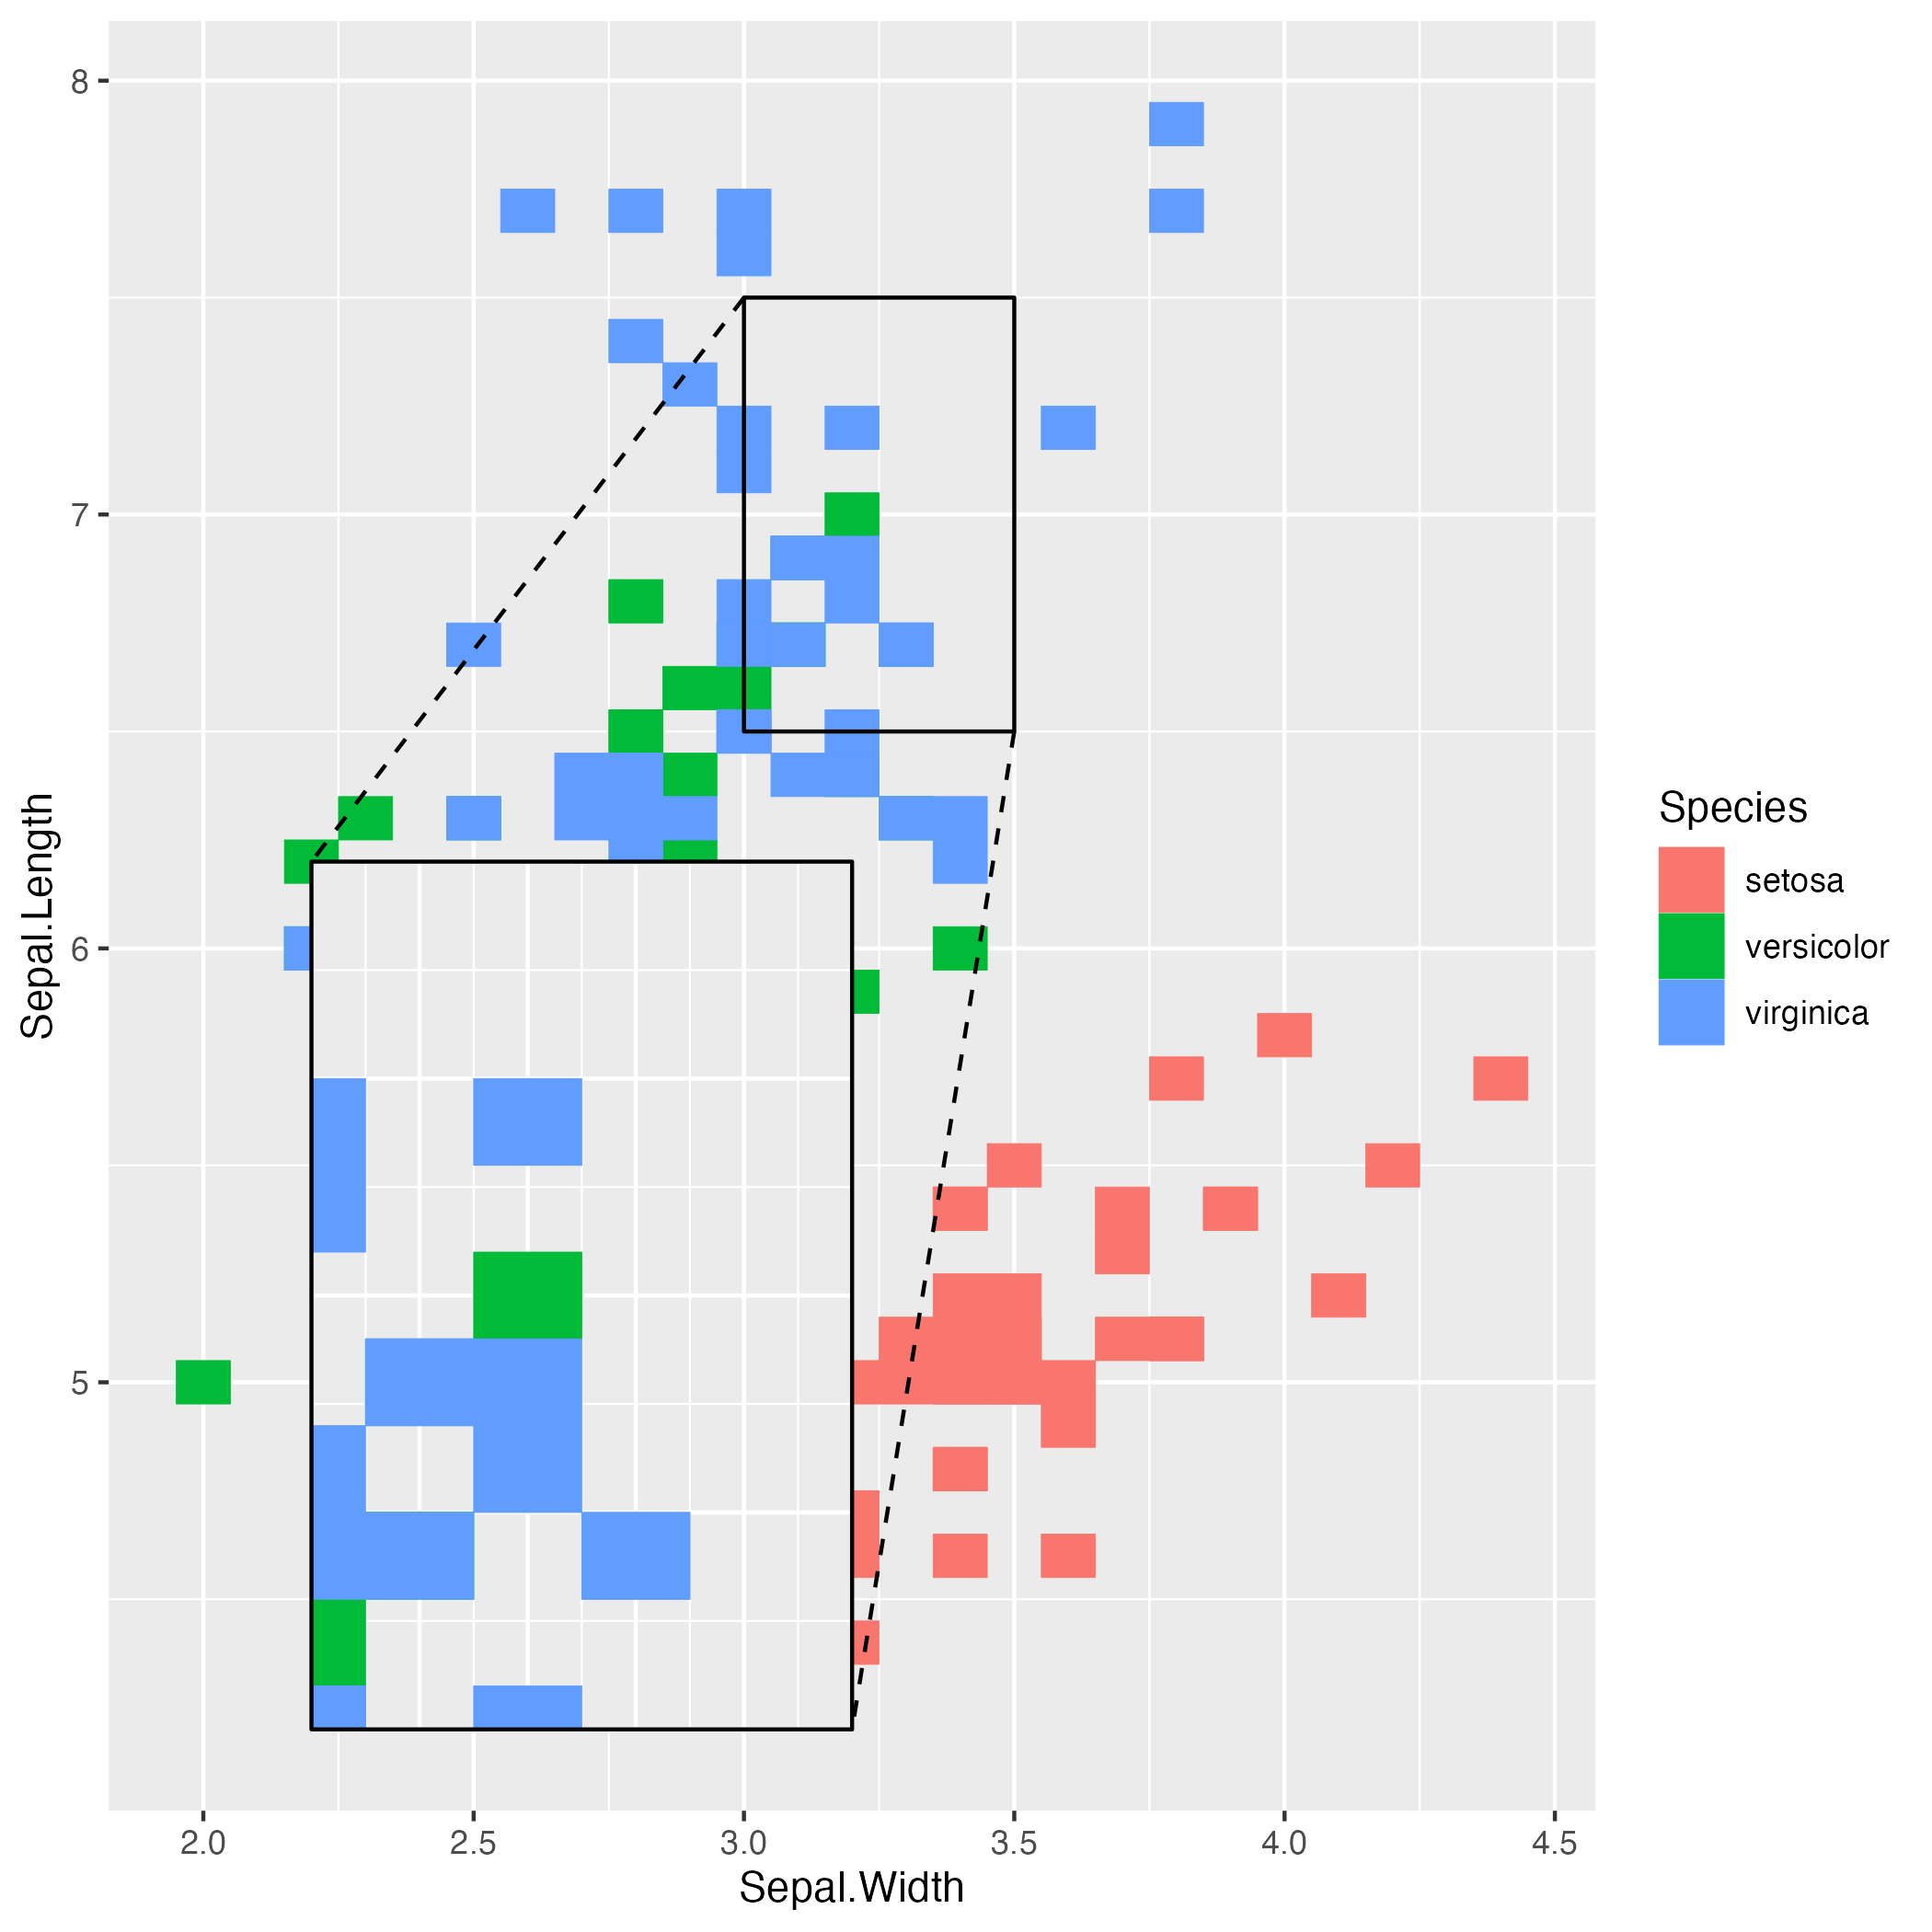 8
7
6
5
Sepal.Length
2.0 2.5 3.0 3.5 4.0 4.5
Sepal.Width
Species
setosa
versicolor
virginica